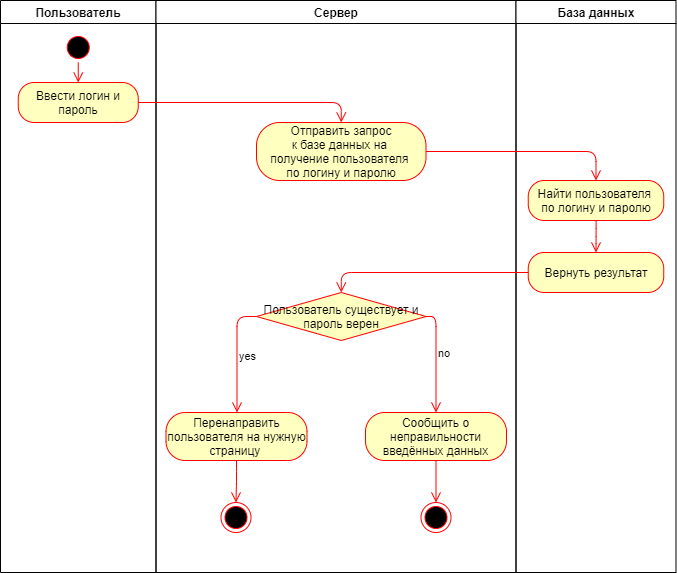 Пользователь
Сервер
База данных
Ввести логин и
пароль
Отправить запрос
к базе данных на
получение пользователя
по логину и паролю
Найти пользователя
по логину и паролю
Вернуть результат
Пользователь существует и
пароль верен
yes
no
Перенаправить
пользователя на нужную
страницу
Сообщить о
неправильности
введённых данных